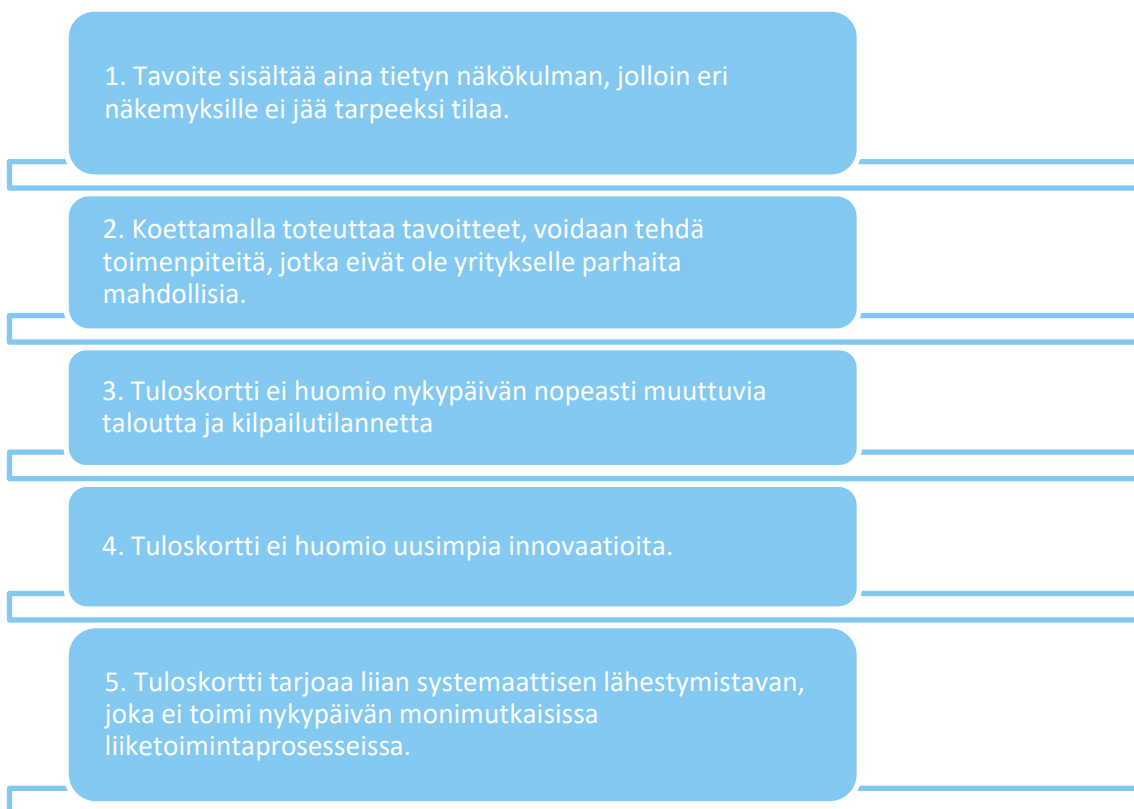 1. Tavoite sisältää aina tietyn näkökulman, jolloin eri
näkemyksille ei jää tarpeeksi tilaa.
2. Koettamalla toteuttaa tavoitteet, voidaan tehdä
toimenpiteitä, jotka eivät ole yritykselle parhaita
mahdollisia.
3. Tuloskortti ei huomio nykypäivän nopeasti muuttuvia
taloutta ja kilpailutilannetta
4. Tuloskortti ei huomio uusimpia innovaatioita.
5. Tuloskortti tarjoaa liian systemaattisen lähestymistavan,
joka ei toimi nykypäivän monimutkaisissa
liiketoimintaprosesseissa.